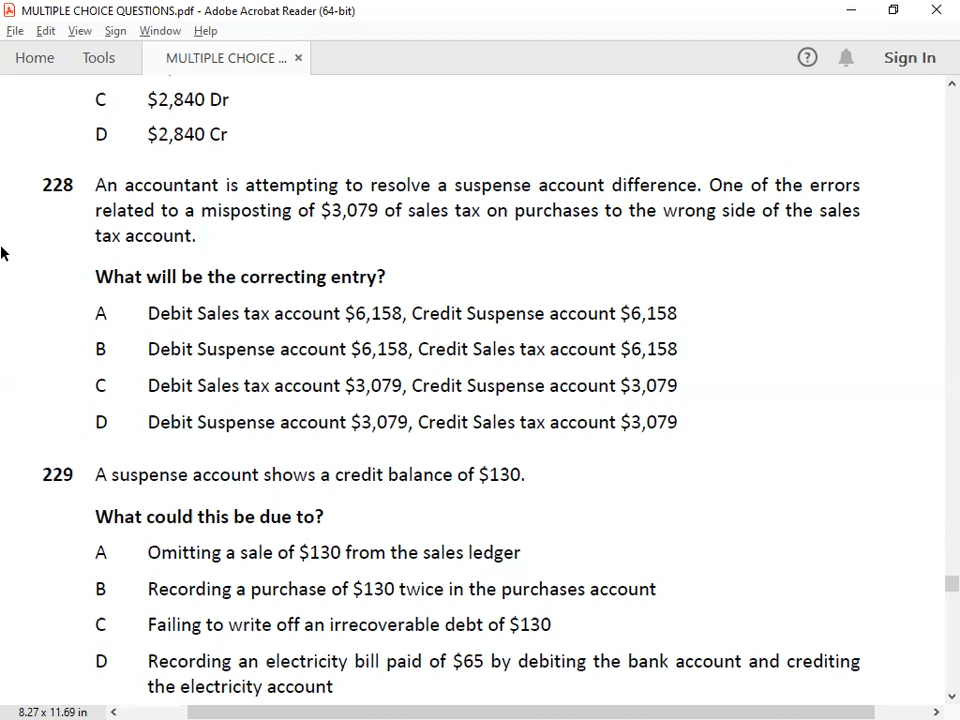 MULTIPLE CHOICE QUESTIONS.pdf - Adobe Acrobat Reader (64-bit)
File Edit View Sign Window Help
Home Tools MULTIPLE CHOICE ... × Sign In
C $2,840 Dr
D $2,840 Cr
228 An accountant is attempting to resolve a suspense account difference. One of the errors
related to a misposting of $3,079 of sales tax on purchases to the wrong side of the sales
tax account.
What will be the correcting entry?
A Debit Sales tax account $6,158, Credit Suspense account $6,158
B Debit Suspense account $6,158, Credit Sales tax account $6,158
C Debit Sales tax account $3,079, Credit Suspense account $3,079
D Debit Suspense account $3,079, Credit Sales tax account $3,079
229 A suspense account shows a credit balance of $130.
What could this be due to?
A Omitting a sale of $130 from the sales ledger
B Recording a purchase of $130 twice in the purchases account
C Failing to write off an irrecoverable debt of $130
D Recording an electricity bill paid of $65 by debiting the bank account and crediting
the electricity account
8.27 x 11.69 in